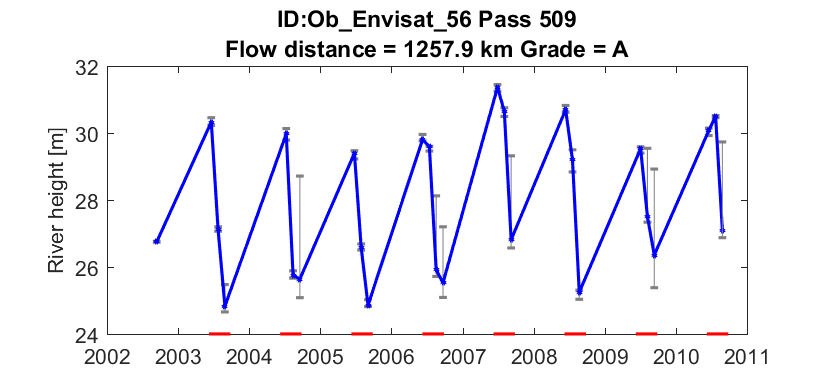 ID:Ob_Envisat_56 Pass 509
Flow distance = 1257.9 km Grade = A
River height [m]
32
30
28
26
24
2002 2003 2004 2005 2006 2007 2008 2009 2010 2011